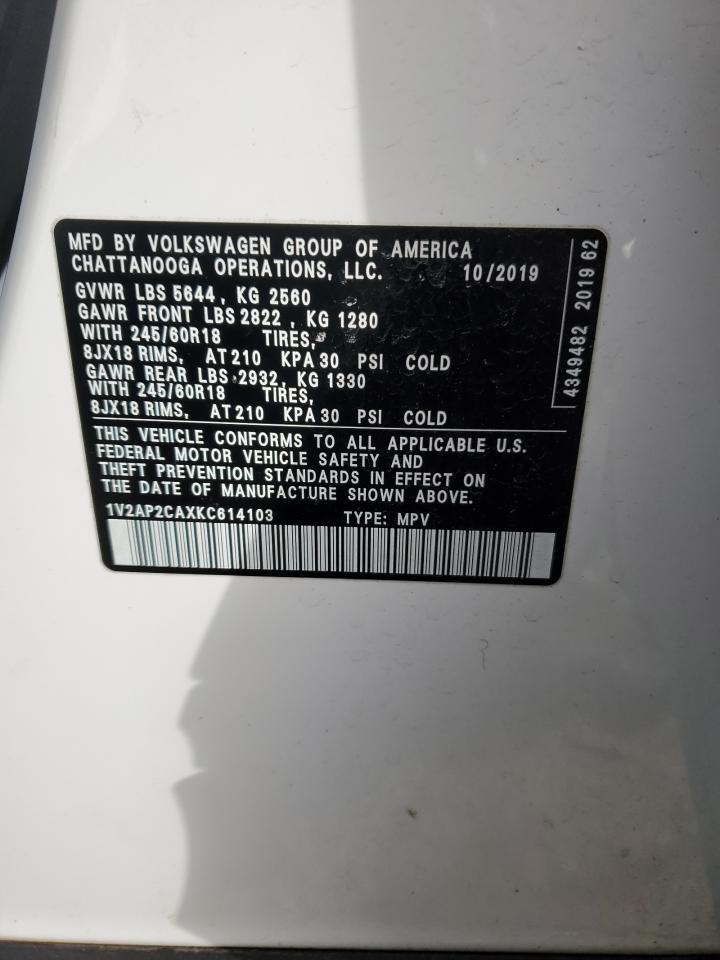 MFD BY VOLKSWAGEN GROUP OF AMERICA
CHATTANOOGA OPERATIONS, LLC. 10/2019
GVWR LBS 5644, KG 2560
GAWR FRONT LBS 2822, KG 1280
WITH 245/60R18 TIRES,
8JX18 RIMS, AT 210 KPA 30 PSI COLD
GAWR REAR LBS 2932, KG 1330
WITH 245/60R18 TIRES,
8JX18 RIMS, AT 210 KPA 30 PSI COLD
THIS VEHICLE CONFORMS TO ALL APPLICABLE U.S.
FEDERAL MOTOR VEHICLE SAFETY AND
THEFT PREVENTION STANDARDS IN EFFECT ON
THE DATE OF MANUFACTURE SHOWN ABOVE.
1V2AP2CAXKC614103 TYPE: MPV
4349482 2019 62